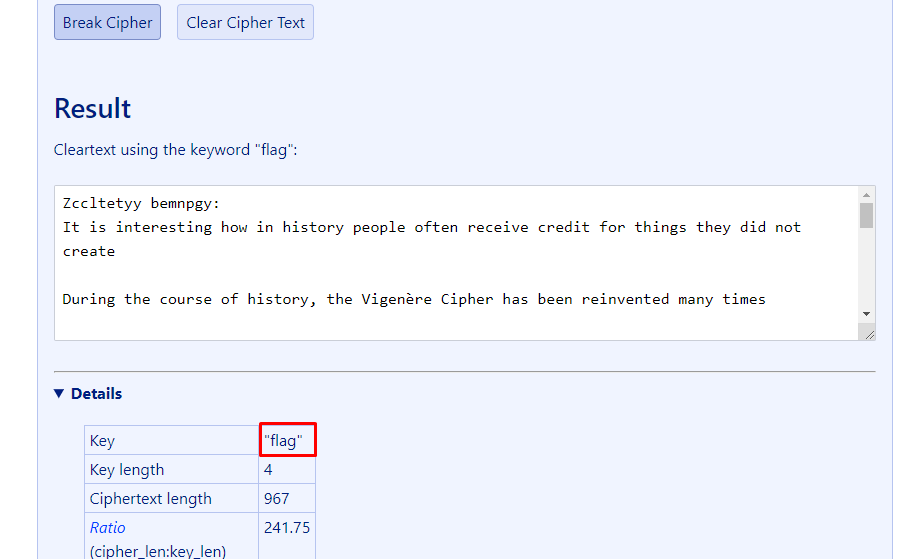 Break Cipher Clear Cipher Text
Result
Cleartext using the keyword "flag":
Zccltetyy bemnpgy:
It is interesting how in history people often receive credit for things they did not
create
During the course of history, the Vigenère Cipher has been reinvented many times
▼ Details
Key "flag"
Key length 4
Ciphertext length 967
Ratio 241.75
(cipher_len:key_len)